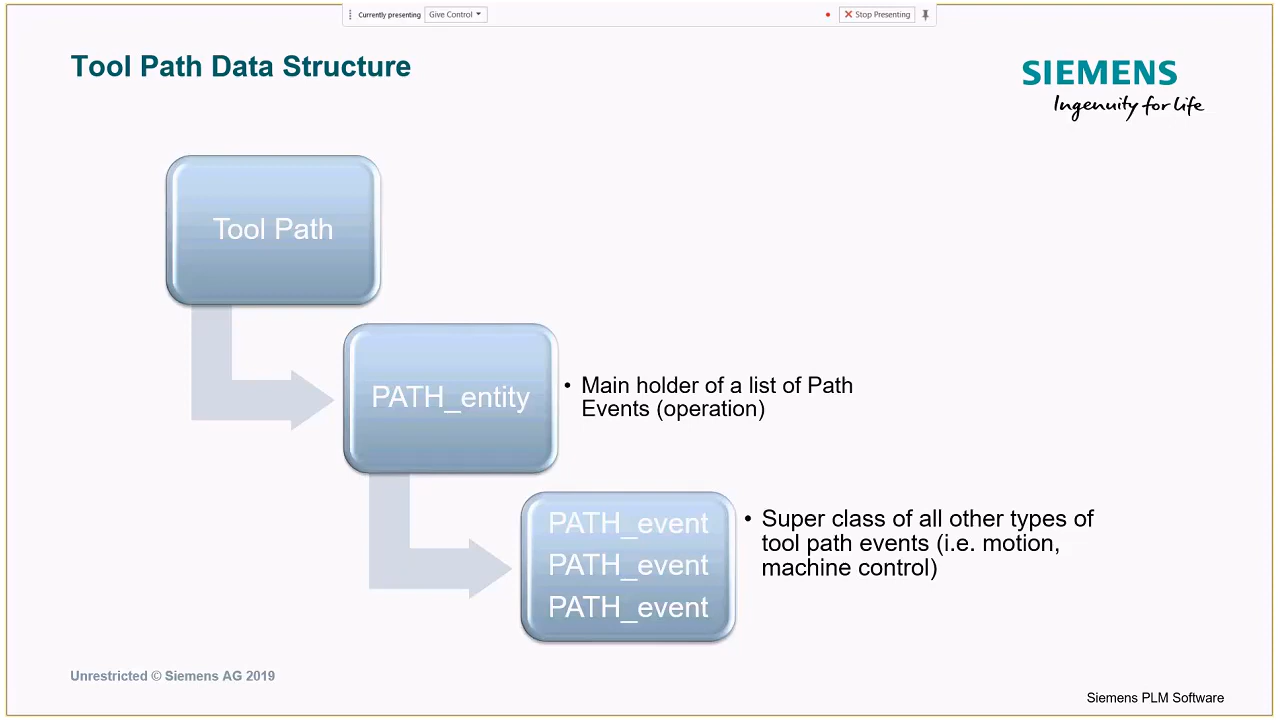 Currently presenting
Give Control
Stop Presenting
Tool Path Data Structure
SIEMENS
Ingenuity for life
Tool Path
PATH_entity
• Main holder of a list of Path
Events (operation)
PATH_event
PATH_event
PATH_event
• Super class of all other types of
tool path events (i.e. motion,
machine control)
Unrestricted © Siemens AG 2019
Siemens PLM Software